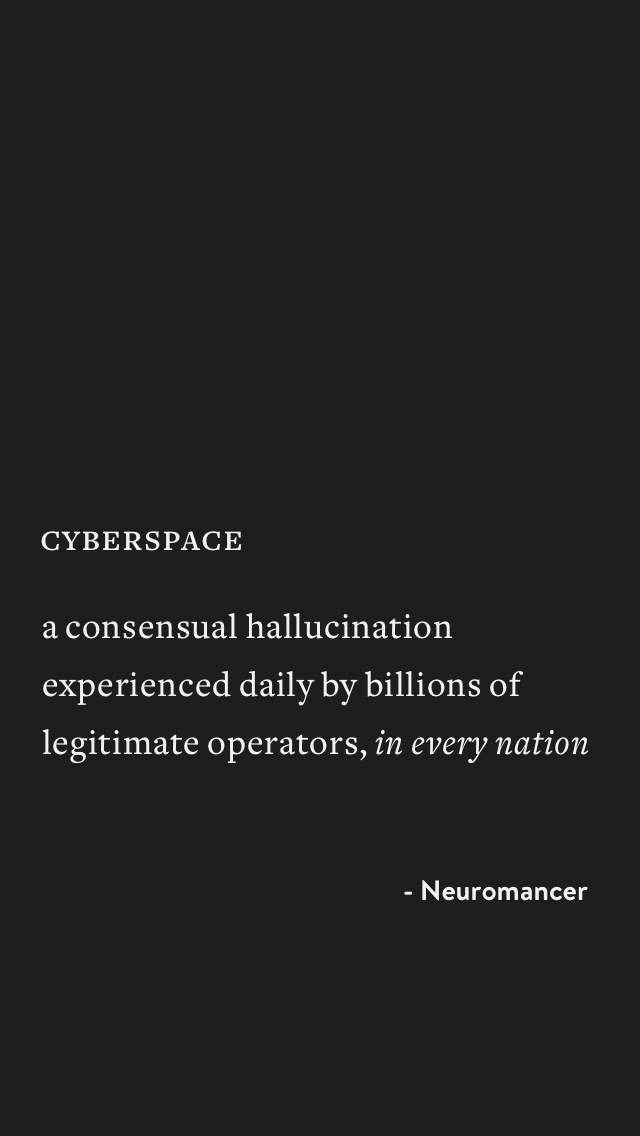 CYBERSPACE
a consensual hallucination
experienced daily by billions of
legitimate operators, in every nation
- Neuromancer